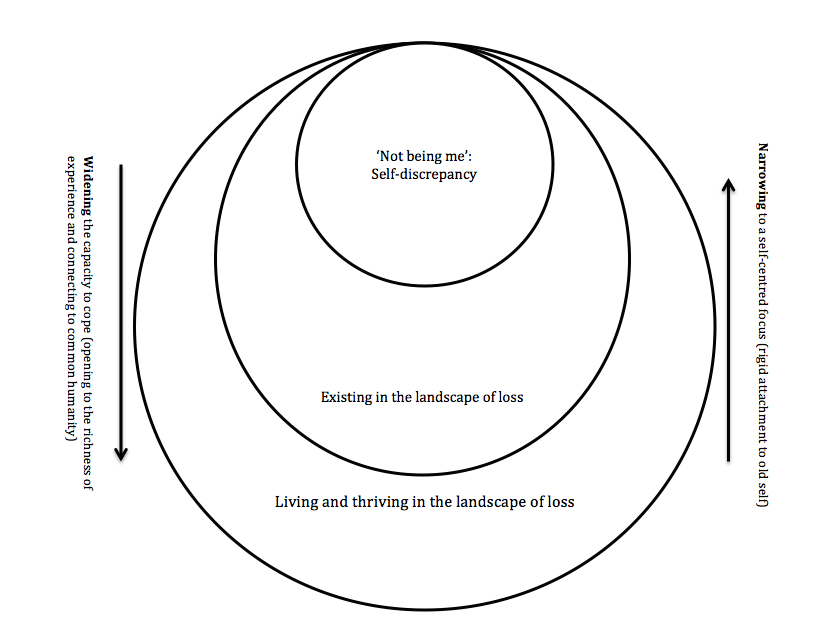 ‘Not being me’:
Self-discrepancy
Existing in the landscape of loss
Living and thriving in the landscape of loss
Widening the capacity to cope (opening to the richness of
experience and connecting to common humanity)
Narrowing to a self-centred focus (rigid attachment to old self)